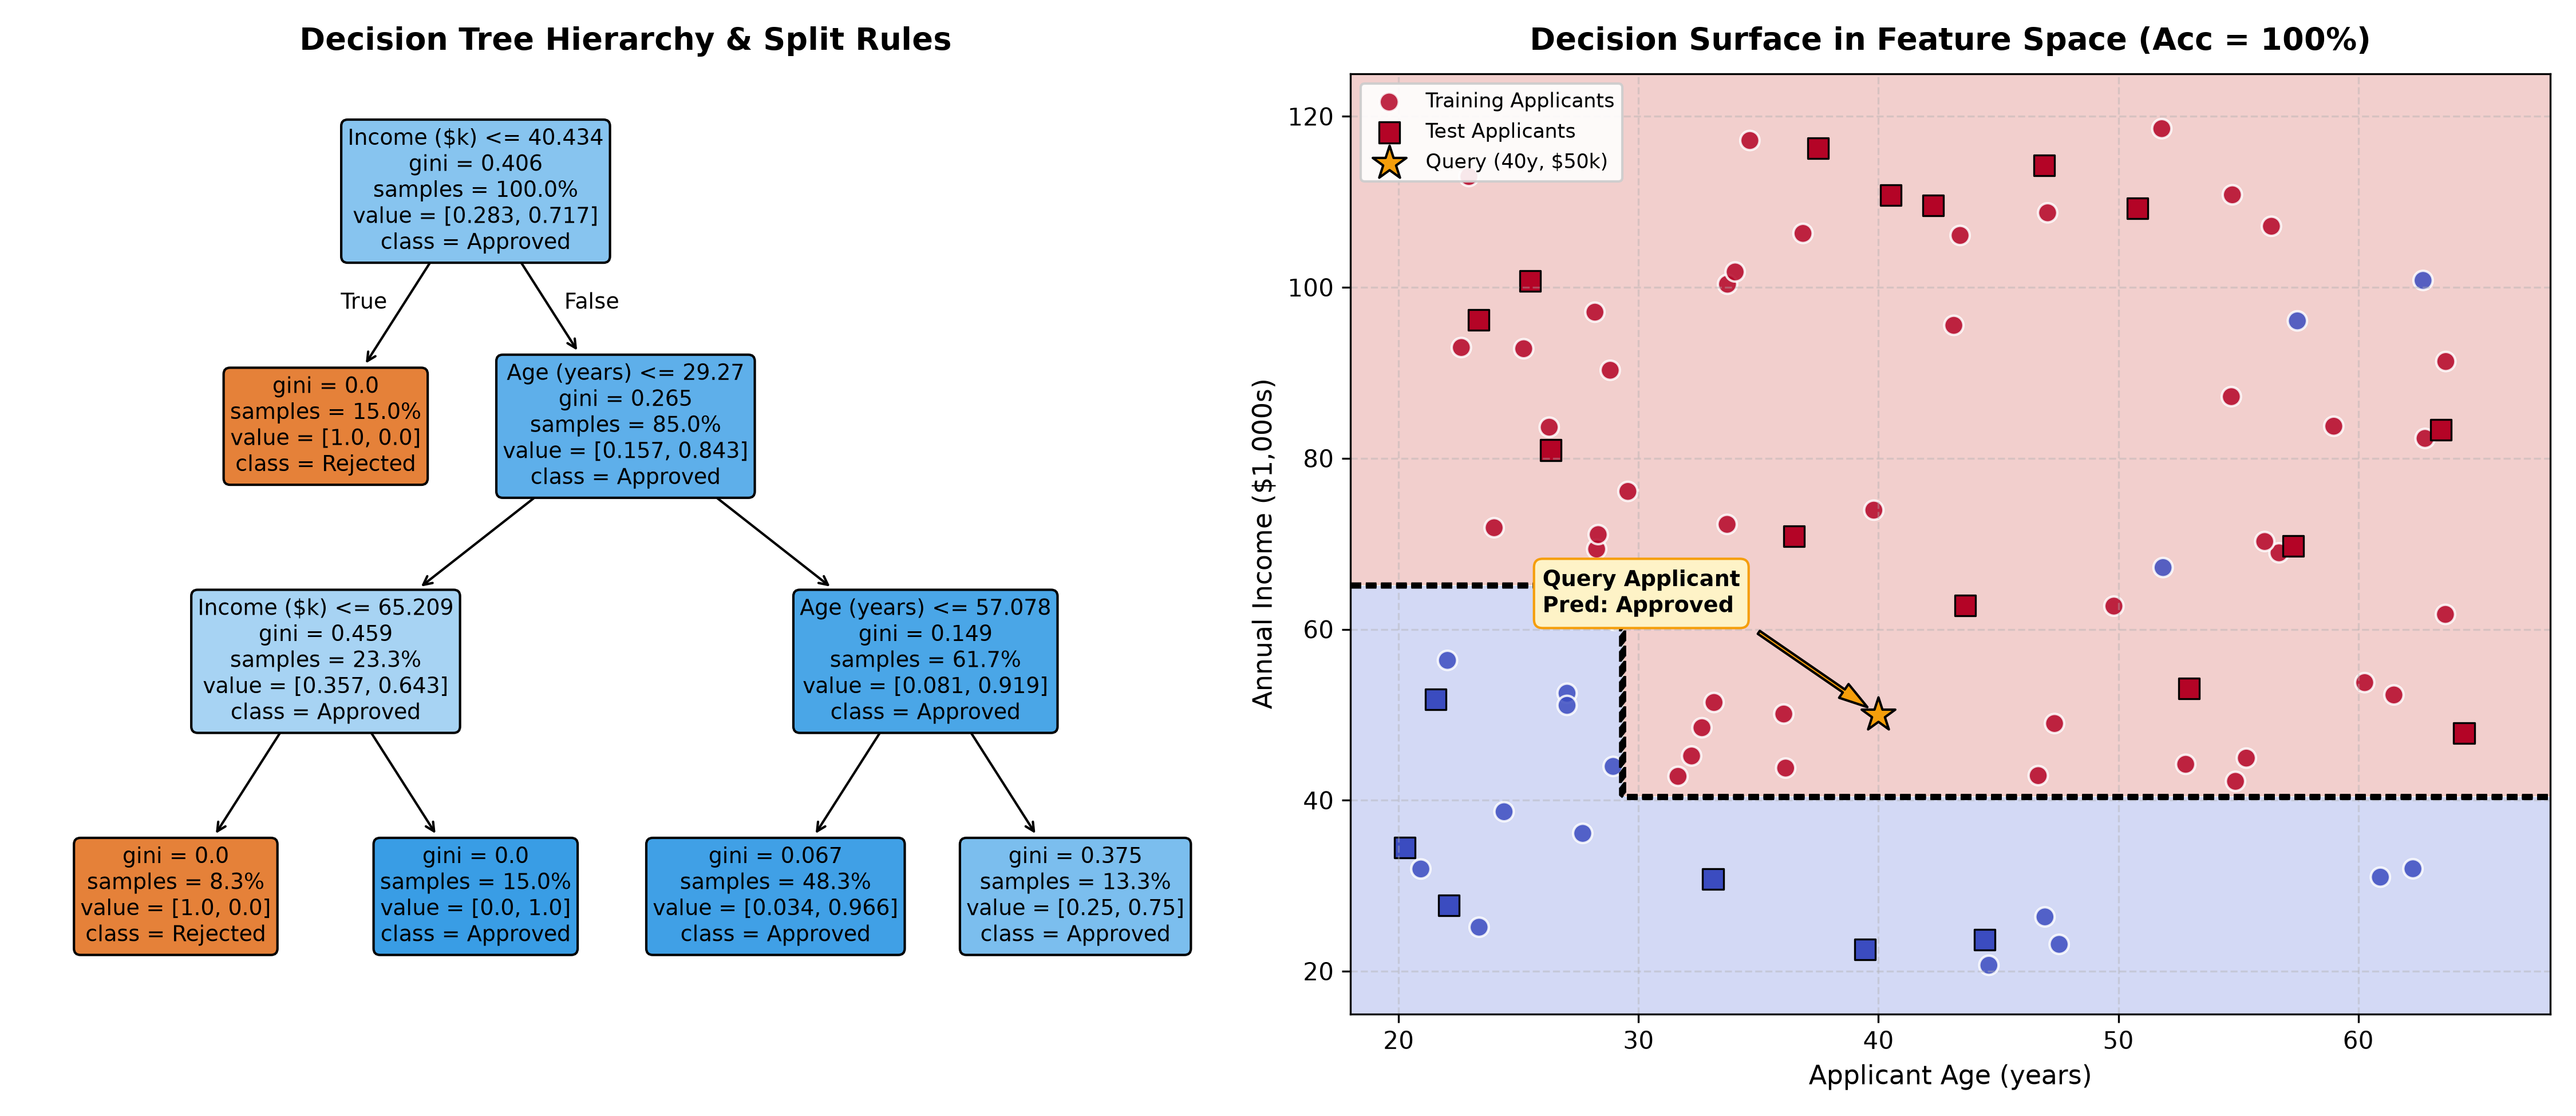 Decision Tree Hierarchy & Split Rules
Income ($k) <= 40.434
gini = 0.406
samples = 100.0%
value = [0.283, 0.717]
class = Approved
True
False
gini = 0.0
samples = 15.0%
value = [1.0, 0.0]
class = Rejected
Age (years) <= 29.27
gini = 0.265
samples = 85.0%
value = [0.157, 0.843]
class = Approved
Income ($k) <= 65.209
gini = 0.459
samples = 23.3%
value = [0.357, 0.643]
class = Approved
Age (years) <= 57.078
gini = 0.149
samples = 61.7%
value = [0.081, 0.919]
class = Approved
gini = 0.0
samples = 8.3%
value = [1.0, 0.0]
class = Rejected
gini = 0.0
samples = 15.0%
value = [0.0, 1.0]
class = Approved
gini = 0.067
samples = 48.3%
value = [0.034, 0.966]
class = Approved
gini = 0.375
samples = 13.3%
value = [0.25, 0.75]
class = Approved
Decision Surface in Feature Space (Acc = 100%)
Training Applicants
Test Applicants
Query (40y, $50k)
Query Applicant
Pred: Approved
Annual Income ($1,000s)
120
100
80
60
40
20
20
30
40
50
60
Applicant Age (years)